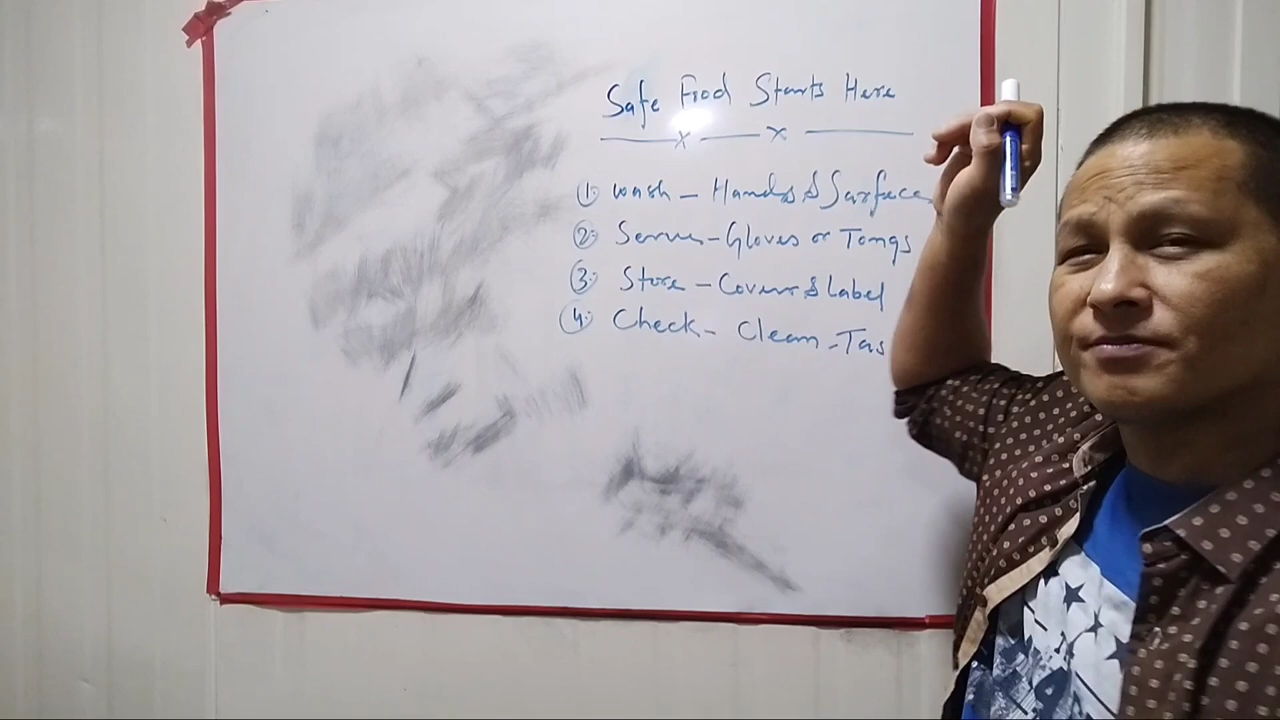 Safe Food Starts Here
① Wash - Hands & Surface
② Serve - Gloves or Tongs
③ Store - Cover & Label
④ Check - Clean - Tas